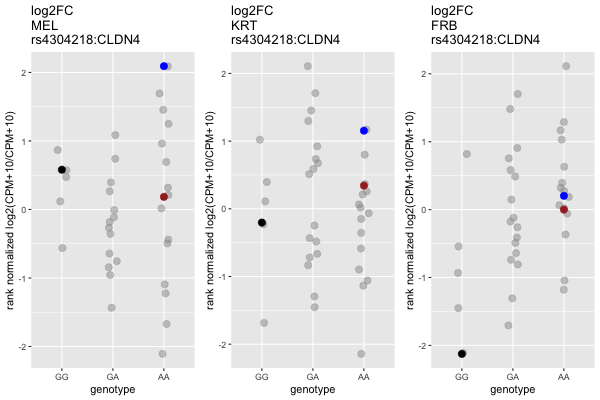 log2FC
MEL
rs4304218:CLDN4
rank normalized log2(CPM+10/CPM+10)
2
1
0
-1
-2
GG GA AA
genotype
log2FC
KRT
rs4304218:CLDN4
rank normalized log2(CPM+10/CPM+10)
2
1
0
-1
-2
GG GA AA
genotype
log2FC
FRB
rs4304218:CLDN4
rank normalized log2(CPM+10/CPM+10)
2
1
0
-1
-2
GG GA AA
genotype